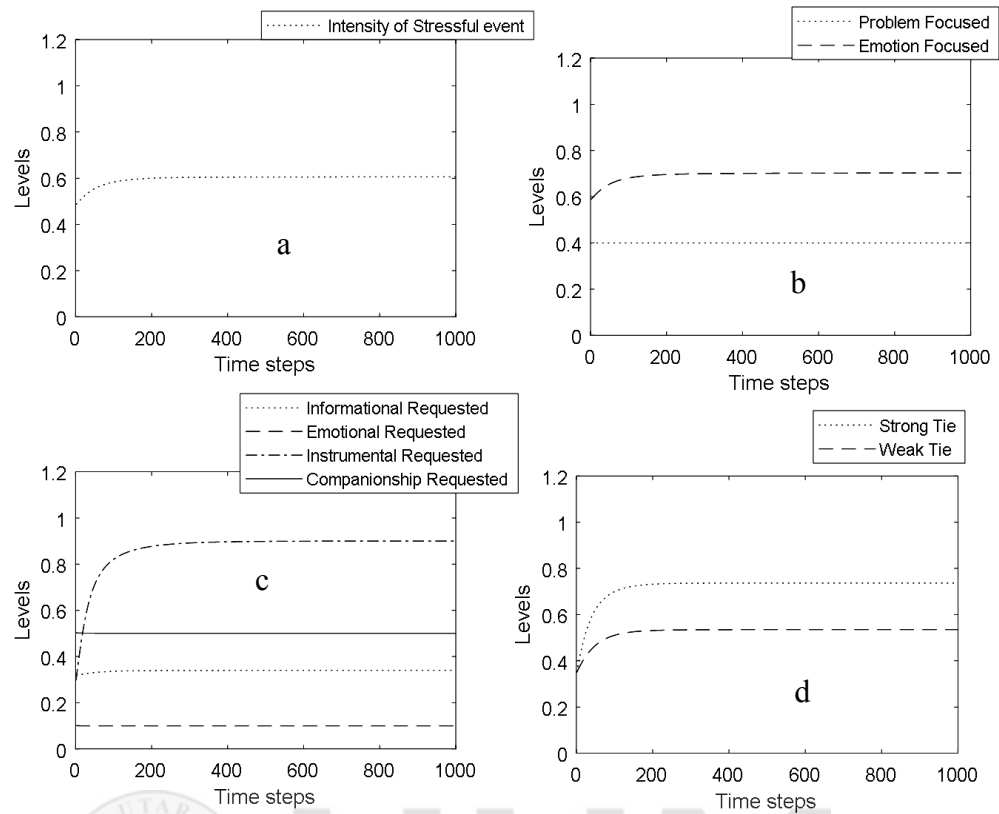 Intensity of Stressful event
1.2
1
0.8
0.6
0.4
0.2
0
Levels
0 200 400 600 800 1000
Time steps
a
Problem Focused
Emotion Focused
1.2
1
0.8
0.6
0.4
0.2
0
Levels
0 200 400 600 800 1000
Time steps
b
Informational Requested
Emotional Requested
Instrumental Requested
Companionship Requested
1.2
1
0.8
0.6
0.4
0.2
0
Levels
0 200 400 600 800 1000
Time steps
c
Strong Tie
Weak Tie
1.2
1
0.8
0.6
0.4
0.2
0
Levels
0 200 400 600 800 1000
Time steps
d
UTAR